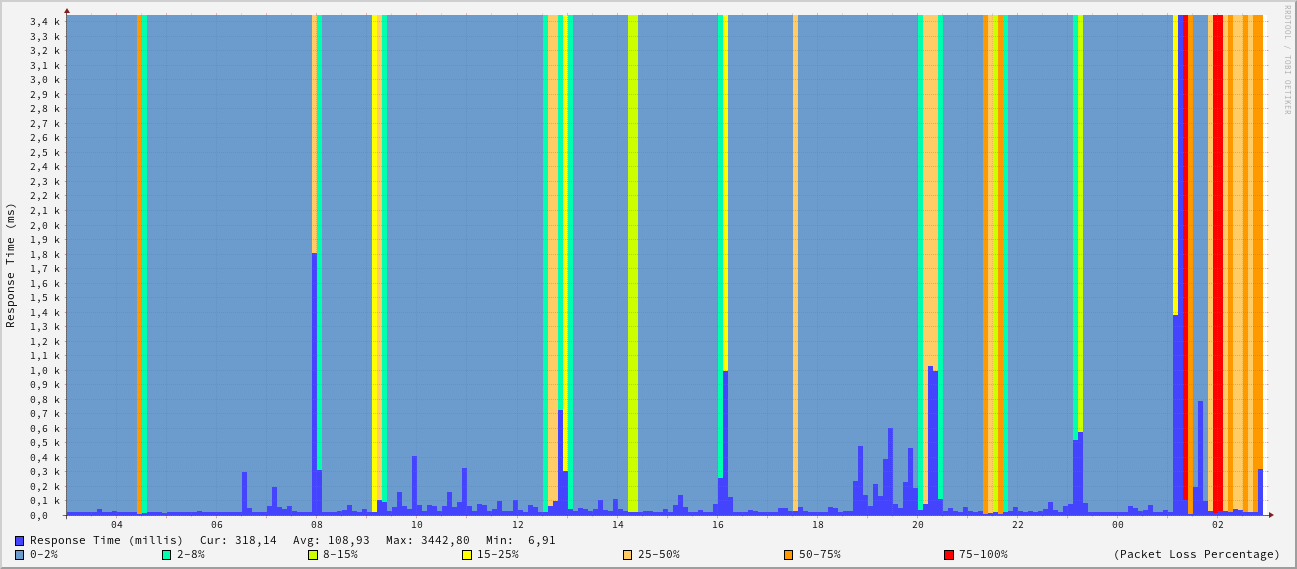 RRDTOOL / TOBI OETIKER
Response Time (ms)
3,4 k
3,3 k
3,2 k
3,1 k
3,0 k
2,9 k
2,8 k
2,7 k
2,6 k
2,5 k
2,4 k
2,3 k
2,2 k
2,1 k
2,0 k
1,9 k
1,8 k
1,7 k
1,6 k
1,5 k
1,4 k
1,3 k
1,2 k
1,1 k
1,0 k
0,9 k
0,8 k
0,7 k
0,6 k
0,5 k
0,4 k
0,3 k
0,2 k
0,1 k
0,0
04 06 08 10 12 14 16 18 20 22 00 02
Response Time (millis) Cur: 318,14 Avg: 108,93 Max: 3442,80 Min: 6,91
0-2% 2-8% 8-15% 15-25% 25-50% 50-75% 75-100% (Packet Loss Percentage)